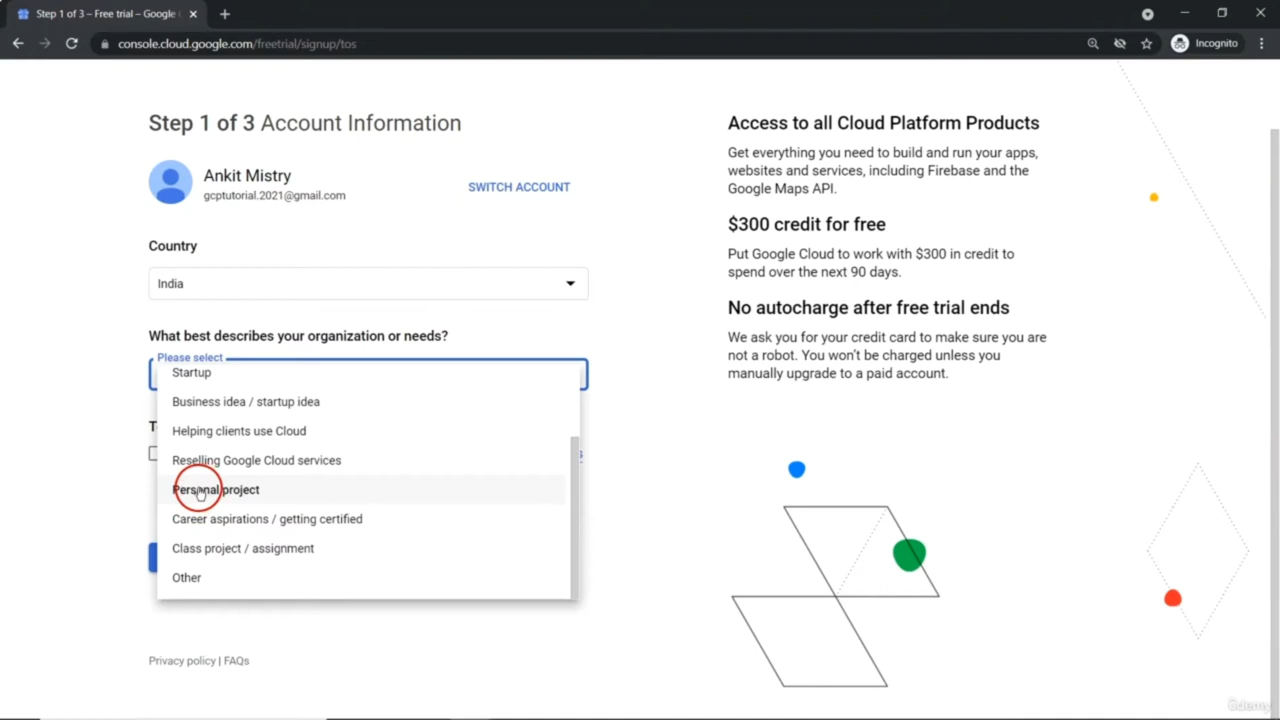 Step 1 of 3 – Free trial – Google
console.cloud.google.com/freetrial/signup/tos
Incognito
Step 1 of 3 Account Information
Ankit Mistry
gcptutorial.2021@gmail.com
SWITCH ACCOUNT
Country
India
What best describes your organization or needs?
Please select
Startup
Business idea / startup idea
Helping clients use Cloud
Reselling Google Cloud services
Personal project
Career aspirations / getting certified
Class project / assignment
Other
Privacy policy | FAQs
Access to all Cloud Platform Products
Get everything you need to build and run your apps,
websites and services, including Firebase and the
Google Maps API.
$300 credit for free
Put Google Cloud to work with $300 in credit to
spend over the next 90 days.
No autocharge after free trial ends
We ask you for your credit card to make sure you are
not a robot. You won't be charged unless you
manually upgrade to a paid account.
Udemy